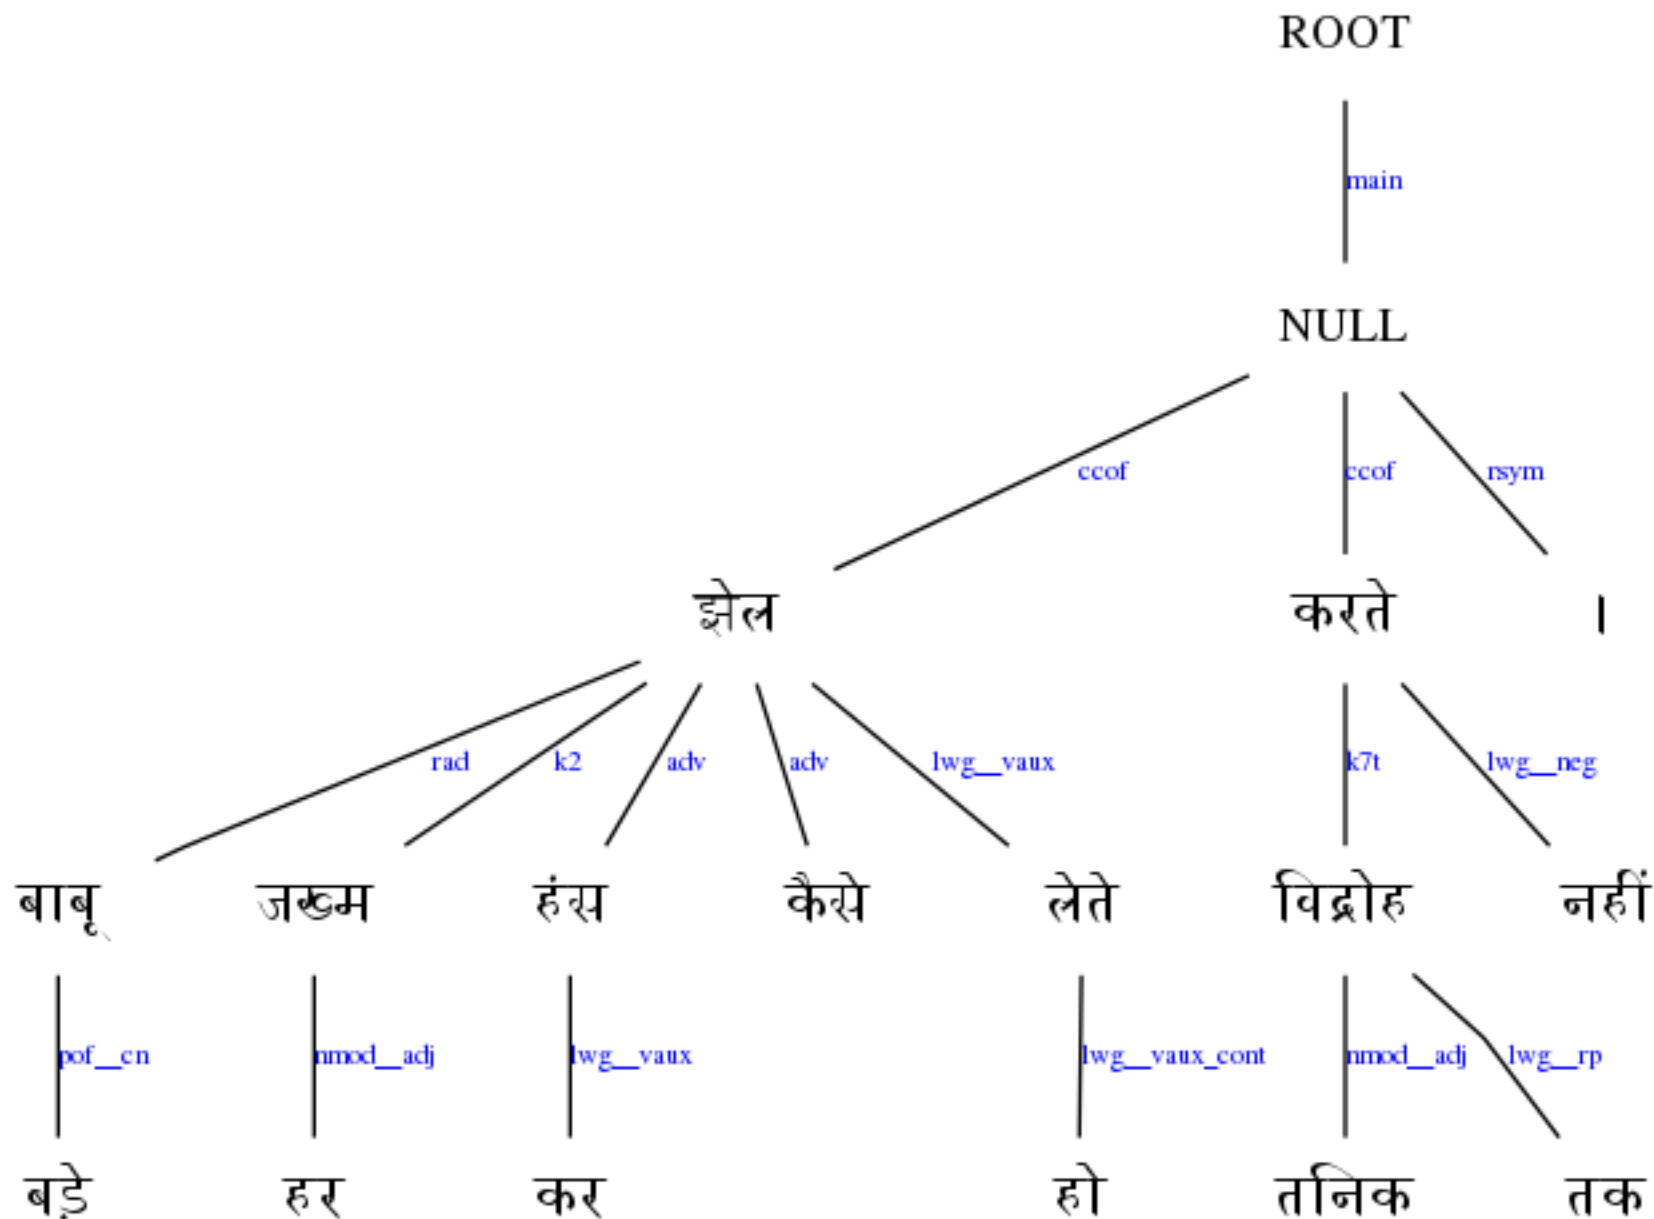 ROOT
main
NULL
ccof ccof rsym
झेल करते ।
rad k2 adv adv lwg__vaux k7t lwg__neg
बाबू जख्म हंस कैसे लेते विद्रोह नहीं
pof__cn nmod__adj lwg__vaux lwg__vaux_cont nmod__adj lwg__rp
बड़े हर कर हो तनिक तक